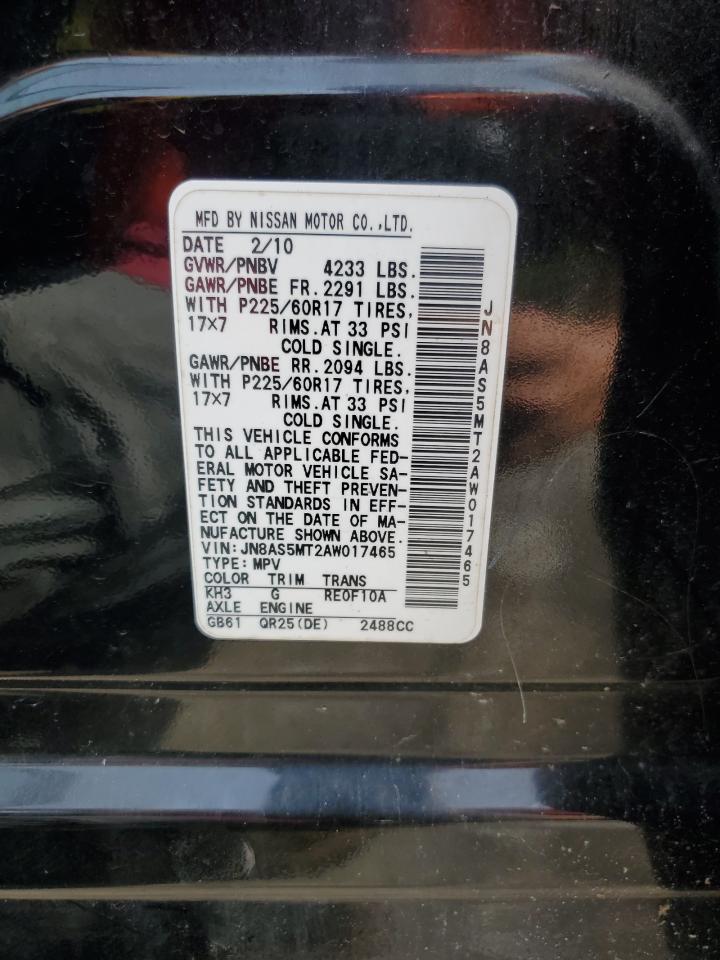 MFD BY NISSAN MOTOR CO.,LTD.
DATE 2/10
GVWR/PNBV 4233 LBS.
GAWR/PNBE FR.2291 LBS.
WITH P225/60R17 TIRES,
17×7 RIMS.AT 33 PSI
COLD SINGLE.
GAWR/PNBE RR.2094 LBS.
WITH P225/60R17 TIRES,
17×7 RIMS.AT 33 PSI
COLD SINGLE.
THIS VEHICLE CONFORMS
TO ALL APPLICABLE FED-
ERAL MOTOR VEHICLE SA-
FETY AND THEFT PREVEN-
TION STANDARDS IN EFF-
ECT ON THE DATE OF MA-
NUFACTURE SHOWN ABOVE.
VIN:JN8AS5MT2AW017465
TYPE:MPV
COLOR TRIM TRANS
KH3 G RE0F10A
AXLE ENGINE
GB61 QR25(DE) 2488CC
JN8AS5MT2AW017465